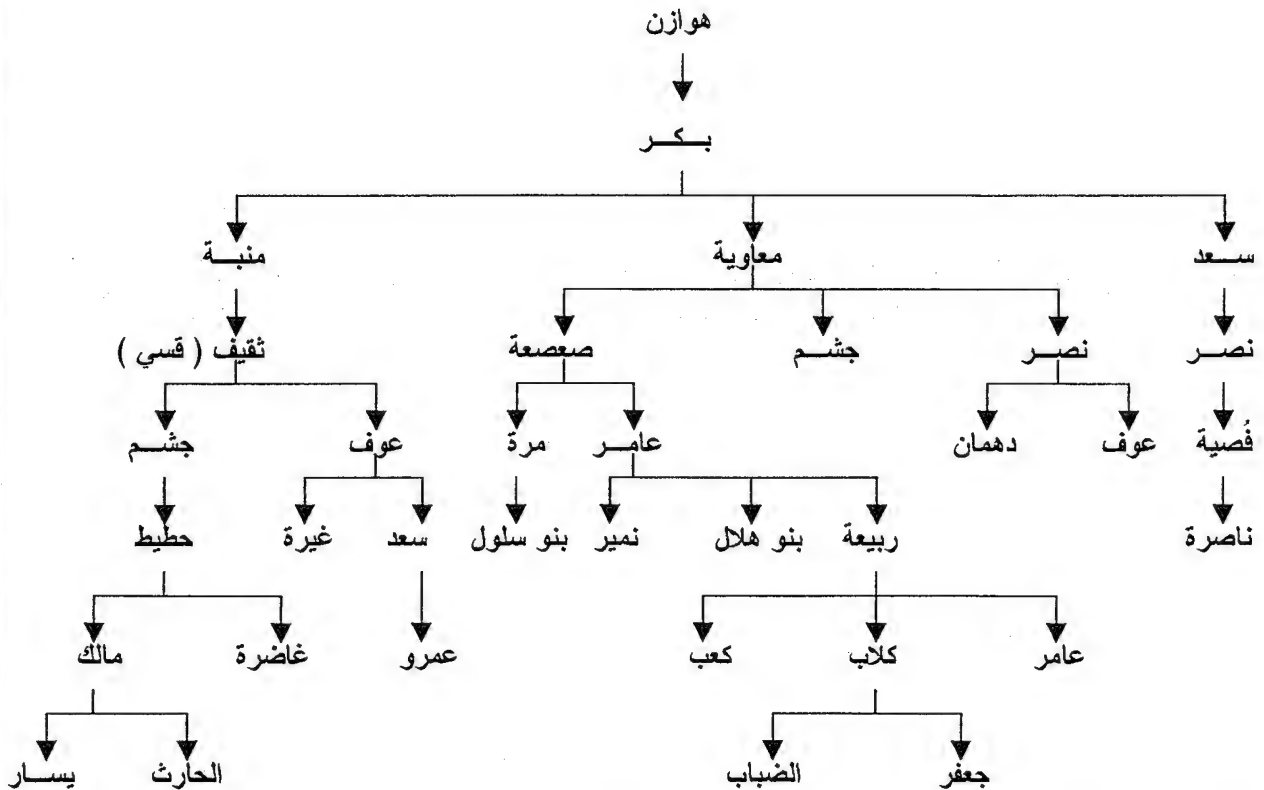 هوازن
بكر
سعد معاوية منبة
نصر نصر جشم صعصعة ثقيف ( قسي )
فُصية عوف دهمان عامر مرة عوف جشم
ناصرة ربيعة بنو هلال نمير بنو سلول سعد غيرة حطيط
عامر كلاب كعب عمرو غاضرة مالك
جعفر الضباب الحارث يسار